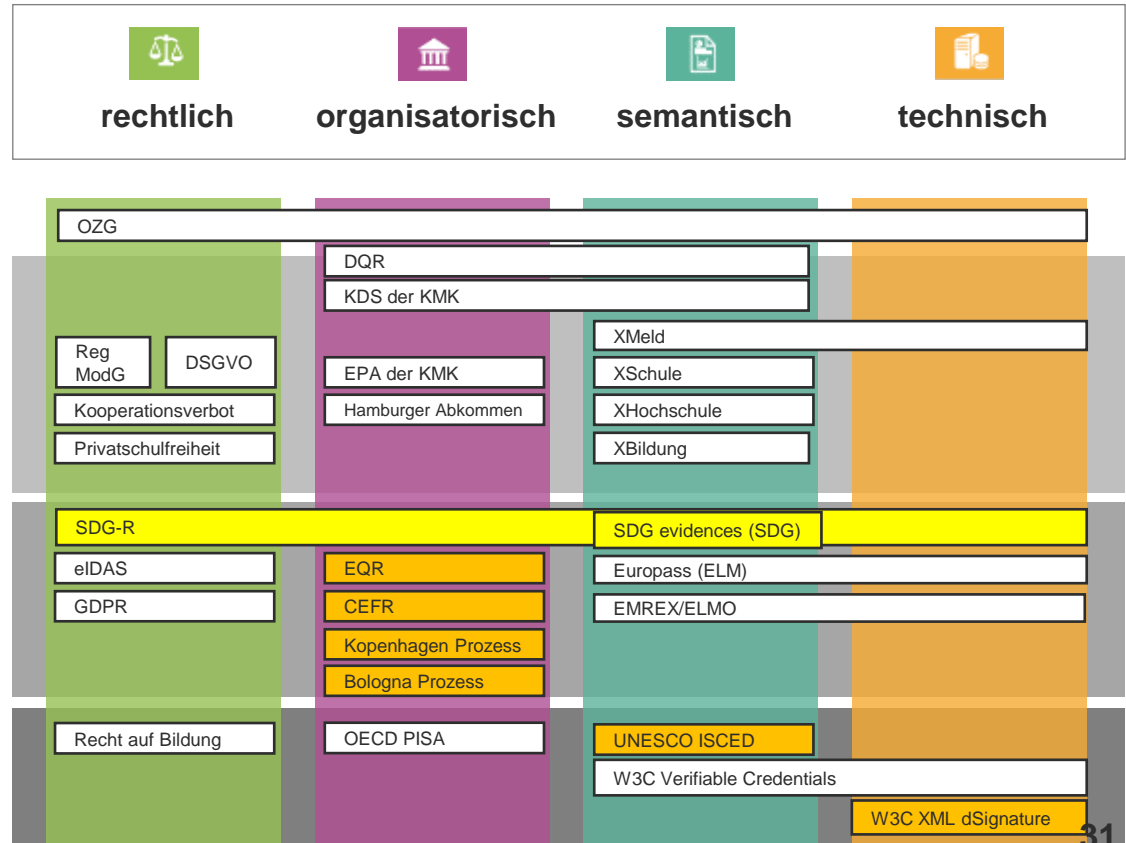 rechtlich
organisatorisch
semantisch
technisch
OZG
DQR
KDS der KMK
XMeld
Reg
ModG
DSGVO
EPA der KMK
XSchule
Kooperationsverbot
Hamburger Abkommen
XHochschule
Privatschulfreiheit
XBildung
SDG-R
SDG evidences (SDG)
eIDAS
EQR
Europass (ELM)
GDPR
CEFR
EMREX/ELMO
Kopenhagen Prozess
Bologna Prozess
Recht auf Bildung
OECD PISA
UNESCO ISCED
W3C Verifiable Credentials
W3C XML dSignature
31